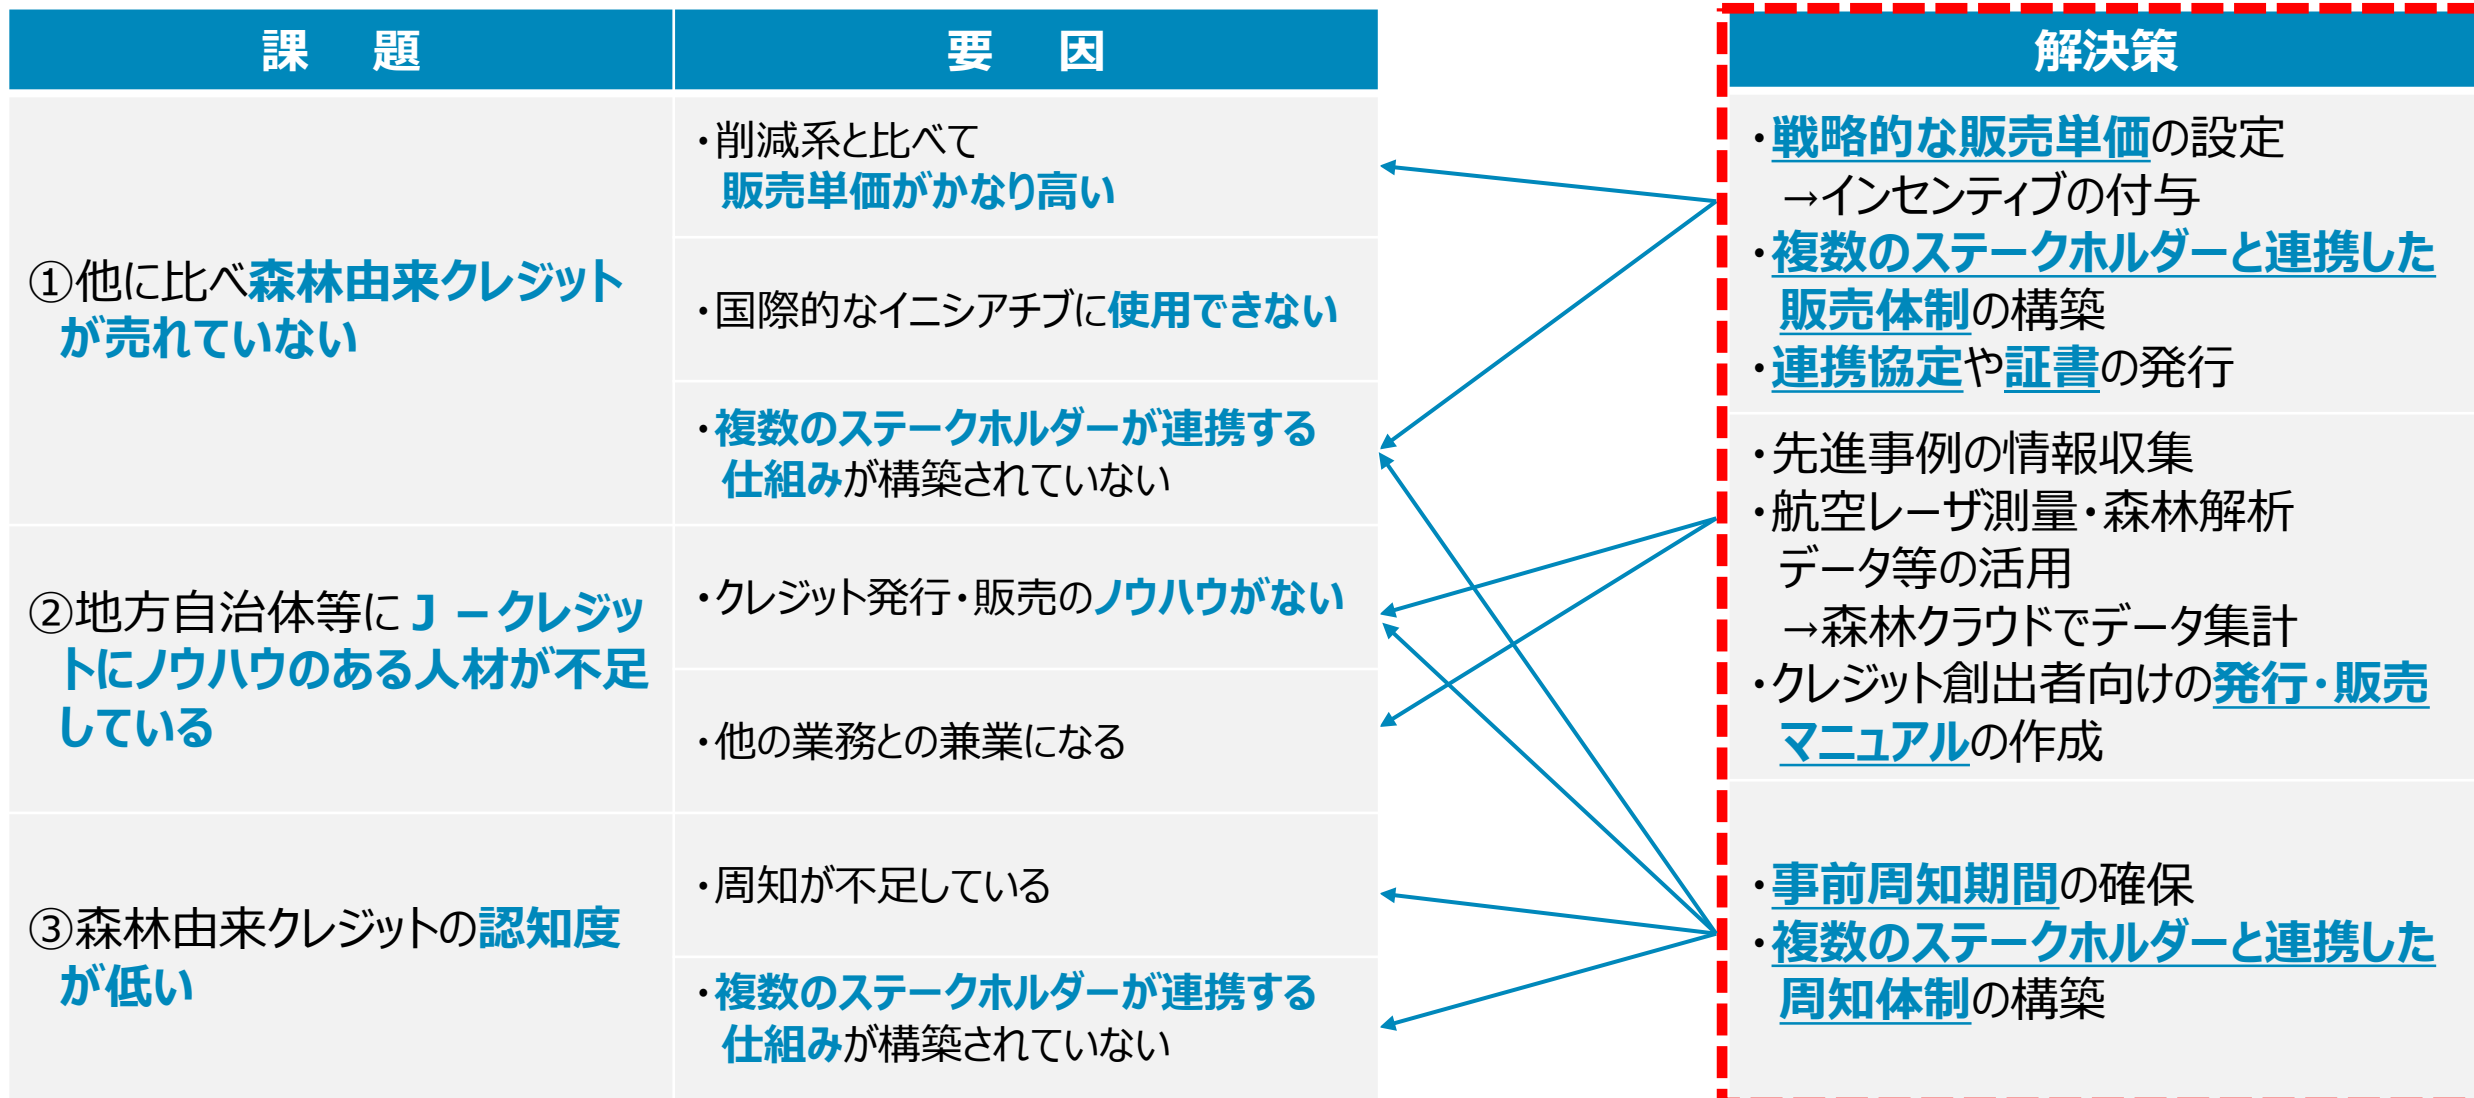 課　題
要　因
解決策
①他に比べ森林由来クレジット
が売れていない
・削減系と比べて
販売単価がかなり高い
・国際的なイニシアチブに使用できない
・複数のステークホルダーが連携する
仕組みが構築されていない
②地方自治体等にＪ－クレジッ
トにノウハウのある人材が不足
している
・クレジット発行・販売のノウハウがない
・他の業務との兼業になる
③森林由来クレジットの認知度
が低い
・周知が不足している
・複数のステークホルダーが連携する
仕組みが構築されていない
・戦略的な販売単価の設定
→インセンティブの付与
・複数のステークホルダーと連携した
販売体制の構築
・連携協定や証書の発行
・先進事例の情報収集
・航空レーザ測量・森林解析
データ等の活用
→森林クラウドでデータ集計
・クレジット創出者向けの発行・販売
マニュアルの作成
・事前周知期間の確保
・複数のステークホルダーと連携した
周知体制の構築